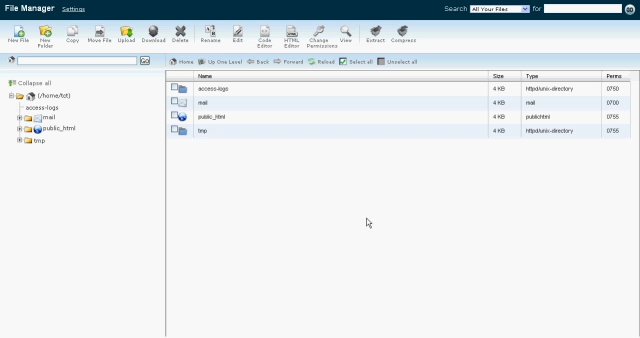 File Manager Settings Search All Your Files for Go
New File New Folder Copy Move File Upload Download Delete Rename Edit Code Editor HTML Editor Change Permissions View Extract Compress
Go Home Up One Level Back Forward Reload Select all Unselect all
Collapse all
(/home/tct)
access-logs
mail
public_html
tmp
Name Size Type Perms
access-logs 4 KB httpd/unix-directory 0750
mail 4 KB mail 0700
public_html 4 KB publichtml 0755
tmp 4 KB httpd/unix-directory 0755